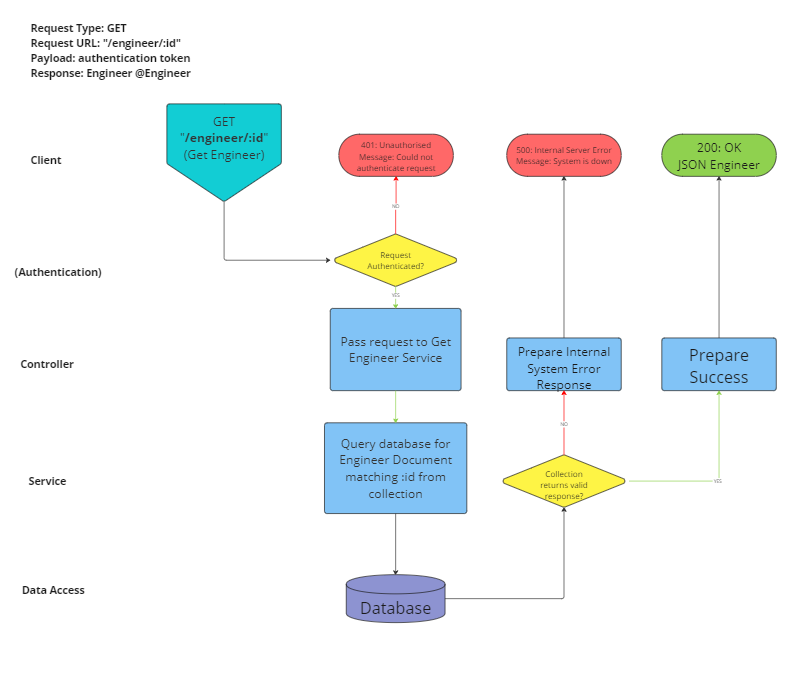 Request Type: GET
Request URL: "/engineer/:id"
Payload: authentication token
Response: Engineer @Engineer
Client
GET
"/engineer/:id"
(Get Engineer)
401: Unauthorised
Message: Could not
authenticate request
500: Internal Server Error
Message: System is down
200: OK
JSON Engineer
NO
(Authentication)
Request
Authenticated?
YES
Controller
Pass request to Get
Engineer Service
Prepare Internal
System Error
Response
Prepare
Success
NO
Service
Query database for
Engineer Document
matching :id from
collection
Collection
returns valid
response?
YES
Data Access
Database